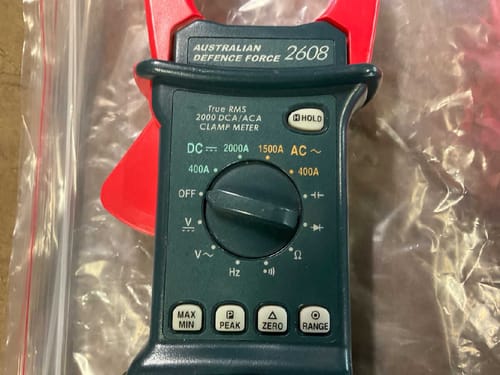 AUSTRALIAN
DEFENCE FORCE 2608
True RMS
2000 DCA/ACA
CLAMP METER
H HOLD
DC 2000A 1500A AC ~
400A 400A
OFF
V
V~
Hz
Ω
MAX
MIN
P
PEAK
△
ZERO
RANGE